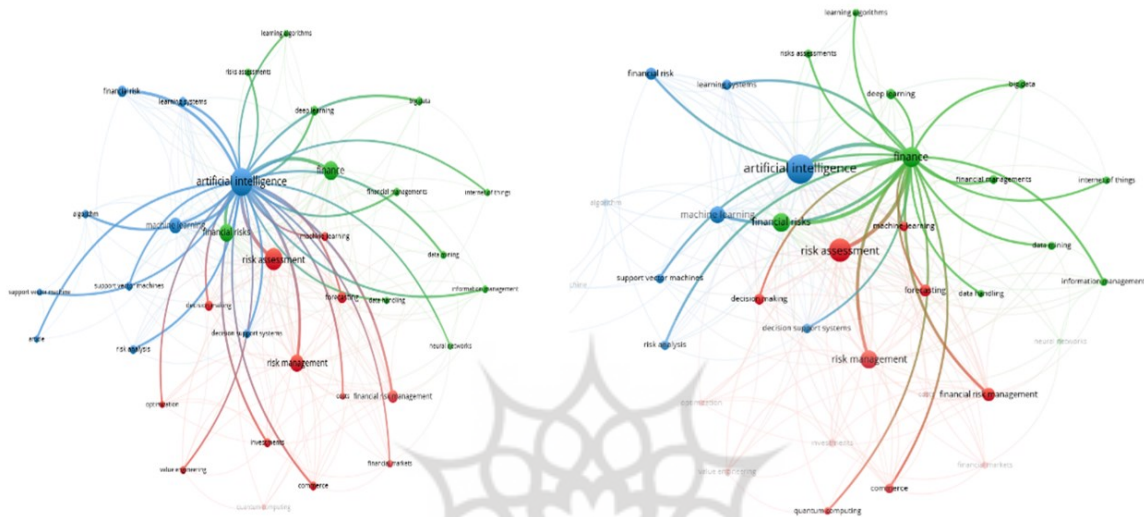 learning algorithms
risks assessments
financial risk
learning systems
deep learning
big data
finance
artificial intelligence
financial managements
internet of things
algorithm
machine learning
financial risks
machine learning
risk assessment
data mining
support vector machine
support vector machines
decision making
forecasting
data handling
information management
article
risk analysis
decision support systems
neural networks
risk management
optimization
costs
financial risk management
investments
value engineering
financial markets
commerce
quantum computing
learning algorithms
risks assessments
financial risk
learning systems
deep learning
big data
finance
artificial intelligence
financial managements
internet of things
algorithm
machine learning
financial risks
machine learning
risk assessment
data mining
support vector machines
information management
decision making
forecasting
data handling
decision support systems
risk analysis
neural networks
risk management
optimization
costs
financial risk management
investments
value engineering
financial markets
commerce
quantum computing